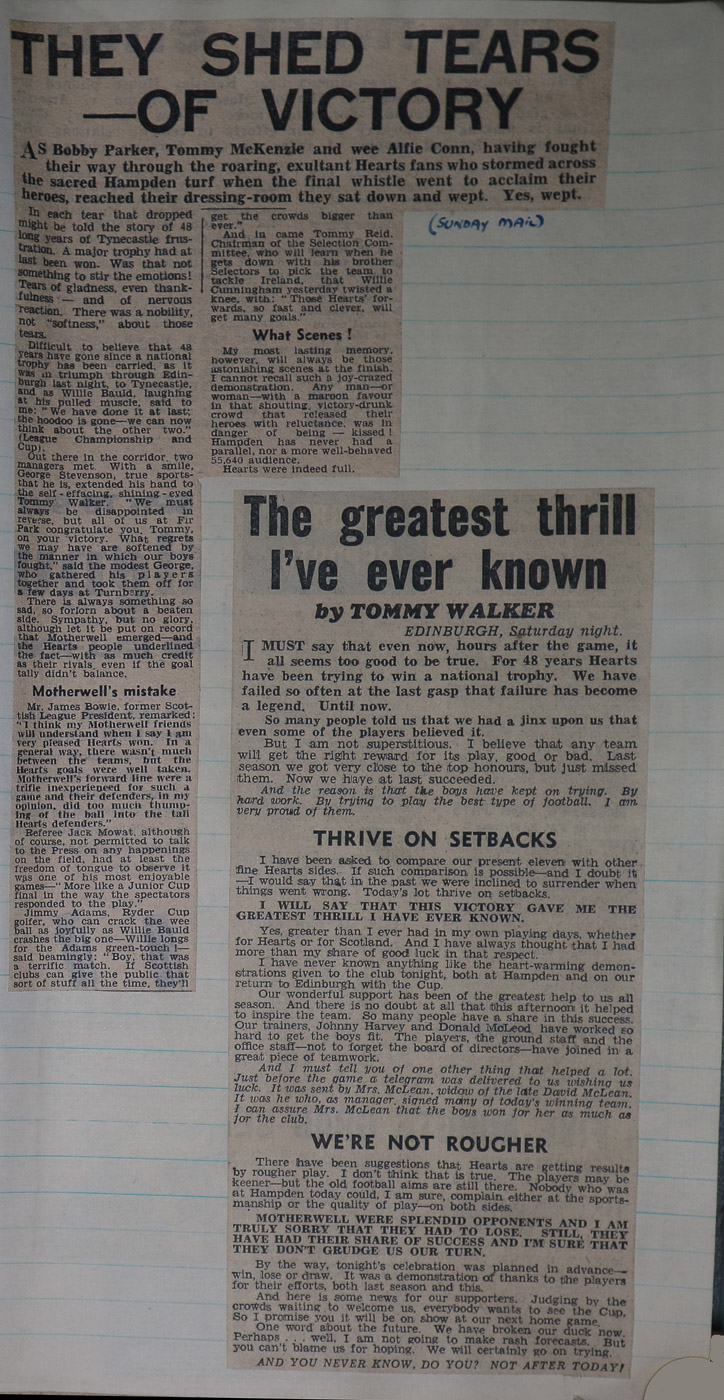 THEY SHED TEARS
—OF VICTORY
AS Bobby Parker, Tommy McKenzie and wee Alfie Conn, having fought
their way through the roaring, exultant Hearts fans who stormed across
the sacred Hampden turf when the final whistle went to acclaim their
heroes, reached their dressing-room they sat down and wept. Yes, wept.
In each tear that dropped
might be told the story of 48
long years of Tynecastle frus-
tration. A major trophy had at
last been won. Was that not
something to stir the emotions!
Tears of gladness, even thank-
fulness — and of nervous
reaction. There was a nobility,
not "softness," about those
tears.
Difficult to believe that 48
years have gone since a national
trophy has been carried, as it
was in triumph through Edin-
burgh last night, to Tynecastle,
and as Willie Bauld, laughing
at his pulled muscle, said to
me: "We have done it at last;
the hoodoo is gone—we can now
think about the other two."
(League Championship and
Cup).
Out there in the corridor, two
managers met. With a smile,
George Stevenson, true sports-
that he is, extended his hand to
the self-effacing, shining-eyed
Tommy Walker. "We must
always be disappointed in
reverse, but all of us at Fir
Park congratulate you, Tommy,
on your victory. What regrets
we may have are softened by
the manner in which our boys
fought," said the modest George,
who gathered his players
together and took them off for
a few days at Turnberry.
There is always something so
sad, so forlorn about a beaten
side. Sympathy, but no glory,
although let it be put on record
that Motherwell emerged—and
the Hearts people underlined
the fact—with as much credit
as their rivals, even if the goal
tally didn't balance.
Motherwell's mistake
Mr. James Bowie, former Scot-
tish League President, remarked:
"I think my Motherwell friends
will understand when I say I am
very pleased Hearts won. In a
general way, there wasn't much
between the teams, but the
Hearts goals were well taken.
Motherwell's forward line were a
trifle inexperienced for such a
game and their defenders, in my
opinion, did too much thump-
ing of the ball into the tall
Hearts defenders."
Referee Jack Mowat, although
of course, not permitted to talk
to the Press on any happenings
on the field, had at least the
freedom of tongue to observe it
was one of his most enjoyable
games—"More like a Junior Cup
final in the way the spectators
responded to the play."
Jimmy Adams, Ryder Cup
golfer, who can crack the wee
ball as joyfully as Willie Bauld
crashes the big one—Willie longs
for the Adams green-touch!—
said beamingly: "Boy, that was
a terrific match. If Scottish
clubs can give the public that
sort of stuff all the time, they'll
get the crowds bigger than
ever."
And in came Tommy Reid,
Chairman of the Selection Com-
mittee, who will learn when he
gets down with his brother
Selectors to pick the team to
tackle Ireland, that Willie
Cunningham yesterday twisted a
knee, with: "Those Hearts' for-
wards, so fast and clever, will
get many goals."
What Scenes!
My most lasting memory,
however, will always be those
astonishing scenes at the finish.
I cannot recall such a joy-crazed
demonstration. Any man—or
woman—with a maroon favour
in that shouting, victory-drunk
crowd that released their
heroes with reluctance, was in
danger of being — kissed!
Hampden has never had a
parallel, nor a more well-behaved
55,640 audience.
Hearts were indeed full.
(SUNDAY MAIL)
The greatest thrill
I've ever known
by TOMMY WALKER
EDINBURGH, Saturday night.
I MUST say that even now, hours after the game, it
all seems too good to be true. For 48 years Hearts
have been trying to win a national trophy. We have
failed so often at the last gasp that failure has become
a legend. Until now.
So many people told us that we had a jinx upon us that
even some of the players believed it.
But I am not superstitious. I believe that any team
will get the right reward for its play, good or bad. Last
season we got very close to the top honours, but just missed
them. Now we have at last succeeded.
And the reason is that the boys have kept on trying. By
hard work. By trying to play the best type of football. I am
very proud of them.
THRIVE ON SETBACKS
I have been asked to compare our present eleven with other
fine Hearts sides. If such comparison is possible—and I doubt it
—I would say that in the past we were inclined to surrender when
things went wrong. Today's lot thrive on setbacks.
I WILL SAY THAT THIS VICTORY GAVE ME THE
GREATEST THRILL I HAVE EVER KNOWN.
Yes, greater than I ever had in my own playing days, whether
for Hearts or for Scotland. And I have always thought that I had
more than my share of good luck in that respect.
I have never known anything like the heart-warming demon-
strations given to the club tonight, both at Hampden and on our
return to Edinburgh with the Cup.
Our wonderful support has been of the greatest help to us all
season. And there is no doubt at all that this afternoon it helped
to inspire the team. So many people have a share in this success.
Our trainers, Johnny Harvey and Donald McLeod, have worked so
hard to get the boys fit. The players, the ground staff and the
office staff—not to forget the board of directors—have joined in a
great piece of teamwork.
And I must tell you of one other thing that helped a lot.
Just before the game a telegram was delivered to us wishing us
luck. It was sent by Mrs. McLean, widow of the late David McLean.
It was he who, as manager, signed many of today's winning team.
I can assure Mrs. McLean that the boys won for her as much as
for the club.
WE'RE NOT ROUGHER
There have been suggestions that Hearts are getting results
by rougher play. I don't think that is true. The players may be
keener—but the old football aims are still there. Nobody who was
at Hampden today could, I am sure, complain either at the sports-
manship or the quality of play—on both sides.
MOTHERWELL WERE SPLENDID OPPONENTS AND I AM
TRULY SORRY THAT THEY HAD TO LOSE. STILL, THEY
HAVE HAD THEIR SHARE OF SUCCESS AND I'M SURE THAT
THEY DON'T GRUDGE US OUR TURN.
By the way, tonight's celebration was planned in advance—
win, lose or draw. It was a demonstration of thanks to the players
for their efforts, both last season and this.
And here is some news for our supporters. Judging by the
crowds waiting to welcome us, everybody wants to see the Cup.
So I promise you it will be on show at our next home game.
One word about the future. We have broken our duck now.
Perhaps . . . well, I am not going to make rash forecasts. But
you can't blame us for hoping. We will certainly go on trying.
AND YOU NEVER KNOW, DO YOU? NOT AFTER TODAY!